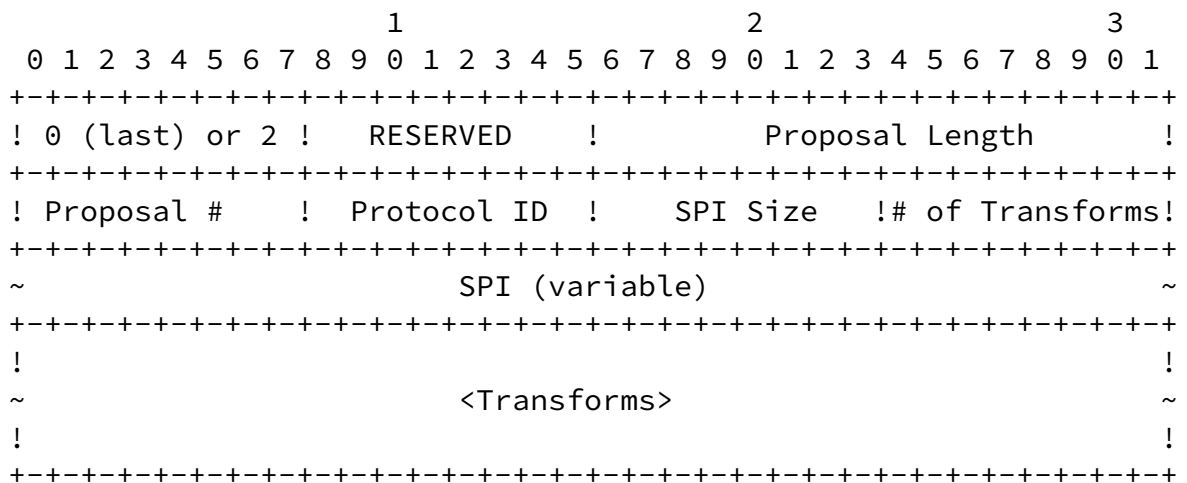 1                   2                   3
 0 1 2 3 4 5 6 7 8 9 0 1 2 3 4 5 6 7 8 9 0 1 2 3 4 5 6 7 8 9 0 1
+-+-+-+-+-+-+-+-+-+-+-+-+-+-+-+-+-+-+-+-+-+-+-+-+-+-+-+-+-+-+-+-+
! 0 (last) or 2 !   RESERVED    !         Proposal Length       !
+-+-+-+-+-+-+-+-+-+-+-+-+-+-+-+-+-+-+-+-+-+-+-+-+-+-+-+-+-+-+-+-+
! Proposal #    !  Protocol ID  !    SPI Size   !# of Transforms!
+-+-+-+-+-+-+-+-+-+-+-+-+-+-+-+-+-+-+-+-+-+-+-+-+-+-+-+-+-+-+-+-+
~                        SPI (variable)                         ~
+-+-+-+-+-+-+-+-+-+-+-+-+-+-+-+-+-+-+-+-+-+-+-+-+-+-+-+-+-+-+-+-+
!                                                               !
~                        <Transforms>                           ~
!                                                               !
+-+-+-+-+-+-+-+-+-+-+-+-+-+-+-+-+-+-+-+-+-+-+-+-+-+-+-+-+-+-+-+-+